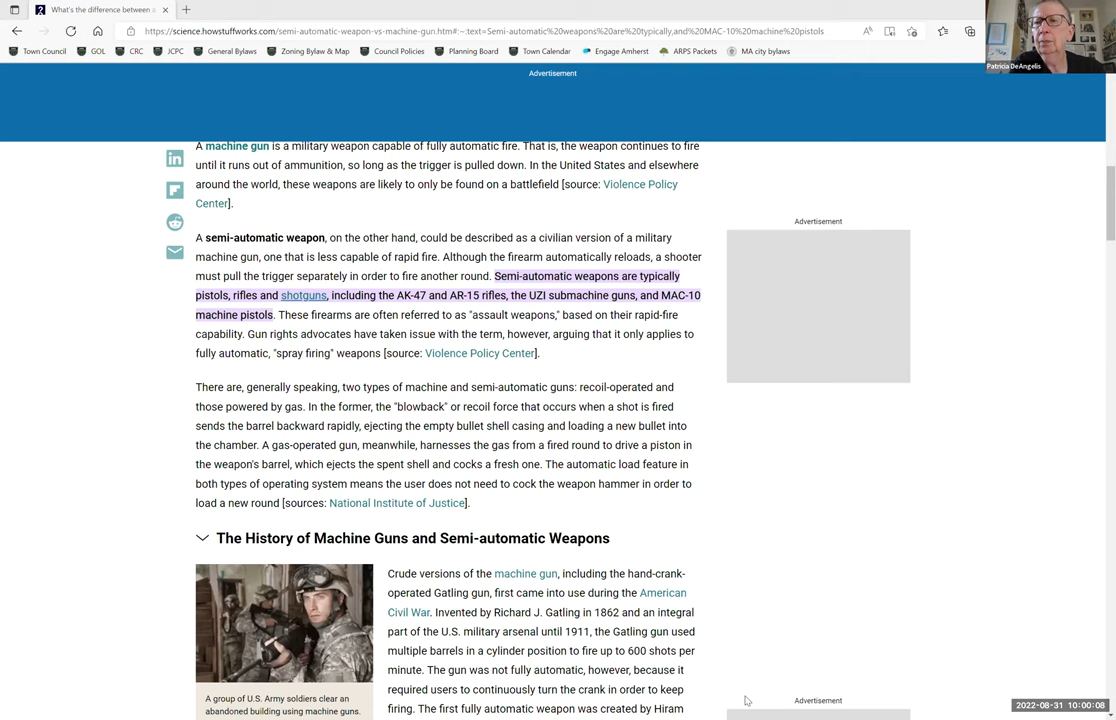 What's the difference between a
https://science.howstuffworks.com/semi-automatic-weapon-vs-machine-gun.htm#:~:text=Semi-automatic%20weapons%20are%20typically,and%20MAC-10%20machine%20pistols
Town Council GOL CRC JCPC General Bylaws Zoning Bylaw & Map Council Policies Planning Board Town Calendar Engage Amherst ARPS Packets MA city bylaws
Patricia DeAngelis
Advertisement
A machine gun is a military weapon capable of fully automatic fire. That is, the weapon continues to fire
until it runs out of ammunition, so long as the trigger is pulled down. In the United States and elsewhere
around the world, these weapons are likely to only be found on a battlefield [source: Violence Policy
Center].
Advertisement
A semi-automatic weapon, on the other hand, could be described as a civilian version of a military
machine gun, one that is less capable of rapid fire. Although the firearm automatically reloads, a shooter
must pull the trigger separately in order to fire another round. Semi-automatic weapons are typically
pistols, rifles and shotguns, including the AK-47 and AR-15 rifles, the UZI submachine guns, and MAC-10
machine pistols. These firearms are often referred to as "assault weapons," based on their rapid-fire
capability. Gun rights advocates have taken issue with the term, however, arguing that it only applies to
fully automatic, "spray firing" weapons [source: Violence Policy Center].
There are, generally speaking, two types of machine and semi-automatic guns: recoil-operated and
those powered by gas. In the former, the "blowback" or recoil force that occurs when a shot is fired
sends the barrel backward rapidly, ejecting the empty bullet shell casing and loading a new bullet into
the chamber. A gas-operated gun, meanwhile, harnesses the gas from a fired round to drive a piston in
the weapon's barrel, which ejects the spent shell and cocks a fresh one. The automatic load feature in
both types of operating system means the user does not need to cock the weapon hammer in order to
load a new round [sources: National Institute of Justice].
The History of Machine Guns and Semi-automatic Weapons
Crude versions of the machine gun, including the hand-crank-
operated Gatling gun, first came into use during the American
Civil War. Invented by Richard J. Gatling in 1862 and an integral
part of the U.S. military arsenal until 1911, the Gatling gun used
multiple barrels in a cylinder position to fire up to 600 shots per
minute. The gun was not fully automatic, however, because it
required users to continuously turn the crank in order to keep
firing. The first fully automatic weapon was created by Hiram
A group of U.S. Army soldiers clear an
abandoned building using machine guns.
Advertisement
2022-08-31 10:00:08